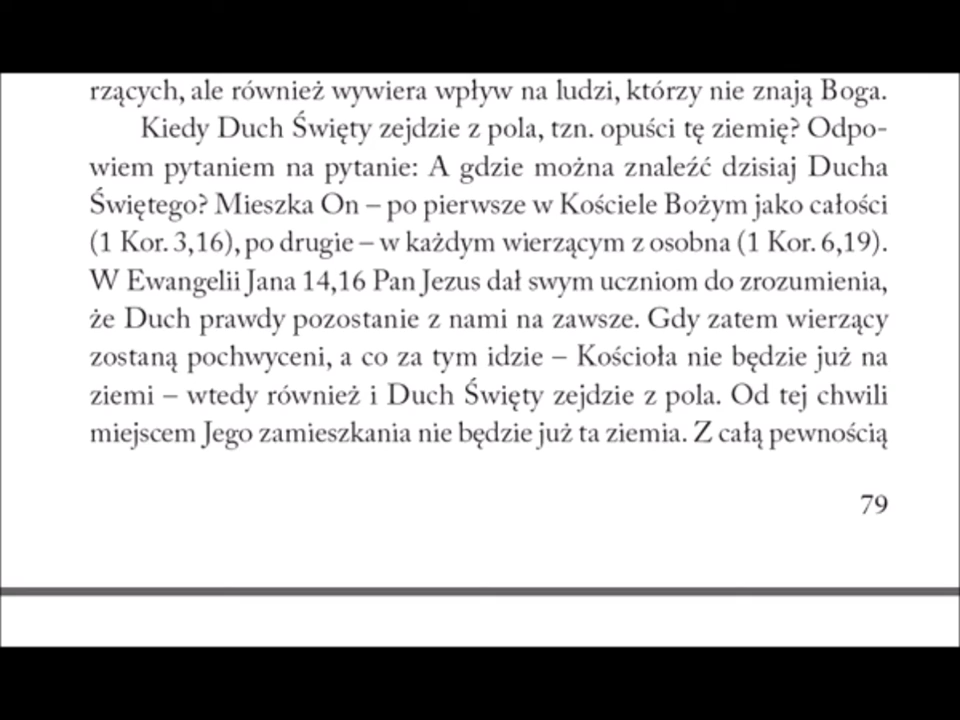 rzących, ale również wywiera wpływ na ludzi, którzy nie znają Boga.
Kiedy Duch Święty zejdzie z pola, tzn. opuści tę ziemię? Odpo-
wiem pytaniem na pytanie: A gdzie można znaleźć dzisiaj Ducha
Świętego? Mieszka On – po pierwsze w Kościele Bożym jako całości
(1 Kor. 3,16), po drugie – w każdym wierzącym z osobna (1 Kor. 6,19).
W Ewangelii Jana 14,16 Pan Jezus dał swym uczniom do zrozumienia,
że Duch prawdy pozostanie z nami na zawsze. Gdy zatem wierzący
zostaną pochwyceni, a co za tym idzie – Kościoła nie będzie już na
ziemi – wtedy również i Duch Święty zejdzie z pola. Od tej chwili
miejscem Jego zamieszkania nie będzie już ta ziemia. Z całą pewnością
79